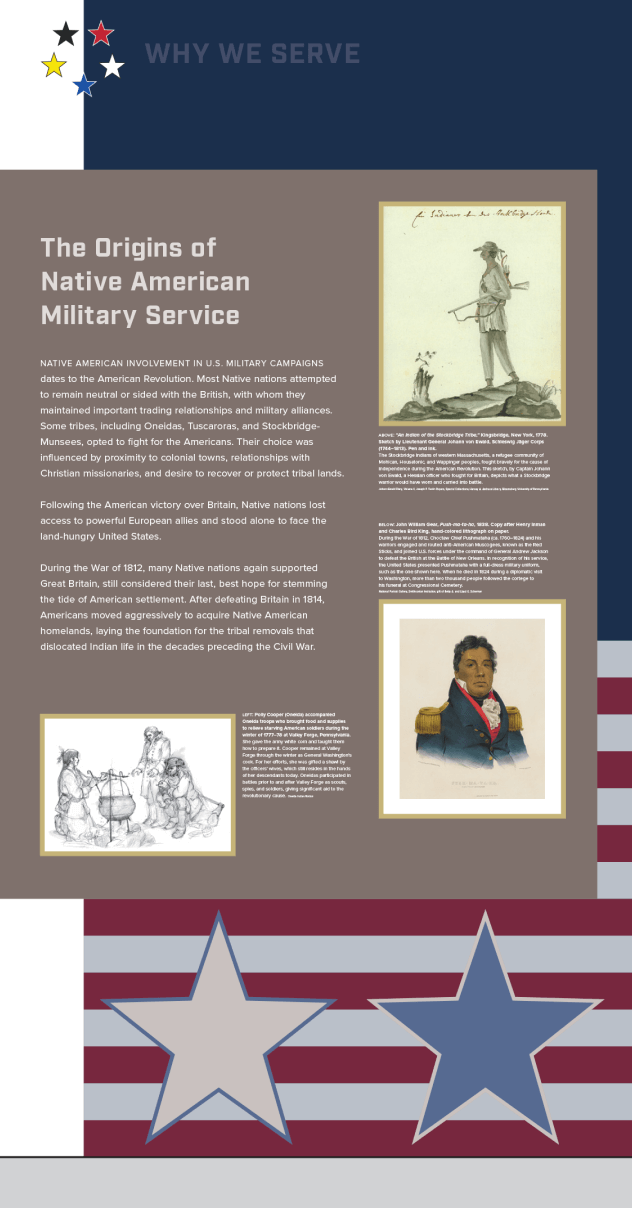 WHY WE SERVE
The Origins of
Native American
Military Service
NATIVE AMERICAN INVOLVEMENT IN U.S. MILITARY CAMPAIGNS
dates to the American Revolution. Most Native nations attempted
to remain neutral or sided with the British, with whom they
maintained important trading relationships and military alliances.
Some tribes, including Oneidas, Tuscaroras, and Stockbridge-
Munsees, opted to fight for the Americans. Their choice was
influenced by proximity to colonial towns, relationships with
Christian missionaries, and desire to recover or protect tribal lands.
Following the American victory over Britain, Native nations lost
access to powerful European allies and stood alone to face the
land-hungry United States.
During the War of 1812, many Native nations again supported
Great Britain, still considered their last, best hope for stemming
the tide of American settlement. After defeating Britain in 1814,
Americans moved aggressively to acquire Native American
homelands, laying the foundation for the tribal removals that
dislocated Indian life in the decades preceding the Civil War.
LEFT: Polly Cooper (Oneida) accompanied
Oneida troops who brought food and supplies
to relieve starving American soldiers during the
winter of 1777–78 at Valley Forge, Pennsylvania.
She gave the army white corn and taught them
how to prepare it. Cooper remained at Valley
Forge through the winter as General Washington's
cook. For her efforts, she was gifted a shawl by
the officers' wives, which still resides in the hands
of her descendants today. Oneidas participated in
battles prior to and after Valley Forge as scouts,
spies, and soldiers, giving significant aid to the
revolutionary cause.
ABOVE: "An Indian of the Stockbridge Tribe," Kingsbridge, New York, 1778.
Sketch by Lieutenant General Johann von Ewald, Schleswig Jäger Corps
(1744–1813). Pen and ink.
The Stockbridge Indians of western Massachusetts, a refugee community of
Mohican, Housatonic, and Wappinger peoples, fought bravely for the cause of
independence during the American Revolution. This sketch, by Captain Johann
von Ewald, a Hessian officer who fought for Britain, depicts what a Stockbridge
warrior would have worn and carried into battle.
BELOW: John William Gear, Push-ma-ta-ha, 1838. Copy after Henry Inman
and Charles Bird King, hand-colored lithograph on paper.
During the War of 1812, Choctaw Chief Pushmataha (ca. 1760–1824) and his
warriors engaged and routed anti-American Muscogees, known as the Red
Sticks, and joined U.S. forces under the command of General Andrew Jackson
to defeat the British at the Battle of New Orleans. In recognition of his service,
the United States presented Pushmataha with a full-dress military uniform,
such as the one shown here. When he died in 1824 during a diplomatic visit
to Washington, more than two thousand people followed the cortege to
his funeral at Congressional Cemetery.